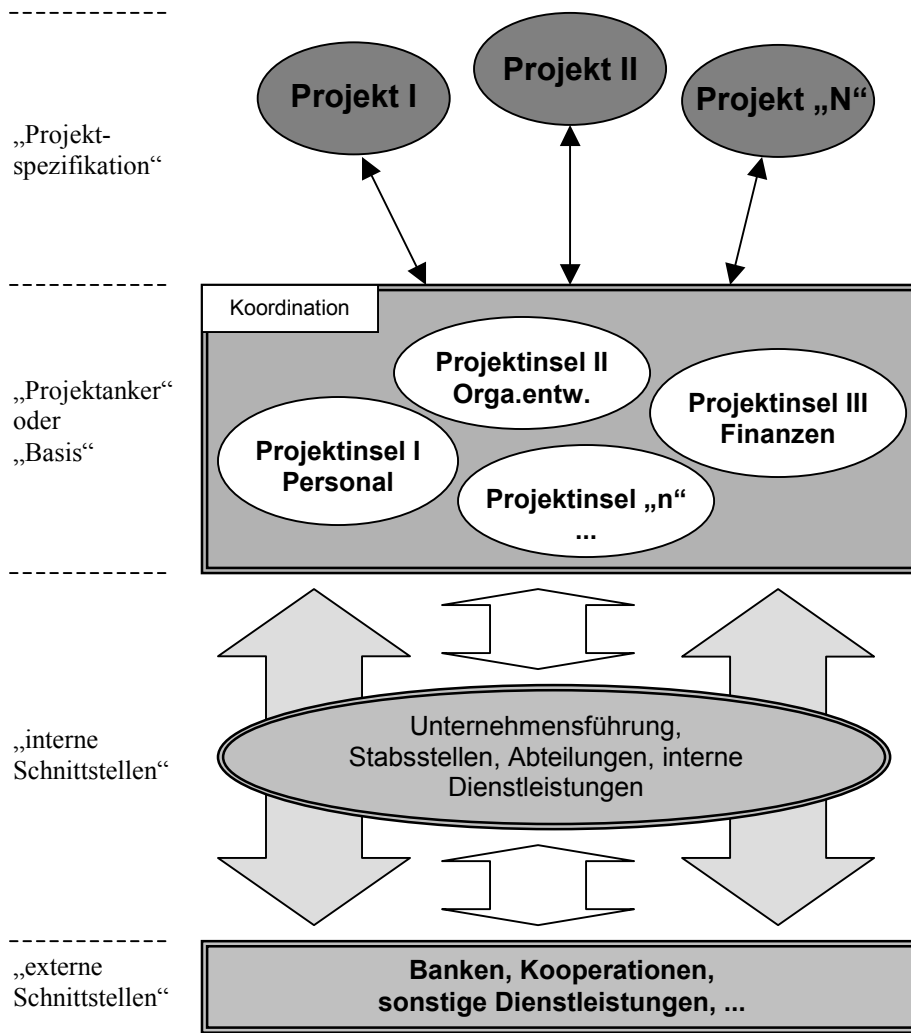 „Projekt-
spezifikation“
Projekt I
Projekt II
Projekt „N“
„Projektanker“
oder
„Basis“
Koordination
Projektinsel II
Orga.entw.
Projektinsel III
Finanzen
Projektinsel I
Personal
Projektinsel „n“
...
„interne
Schnittstellen“
Unternehmensführung,
Stabsstellen, Abteilungen, interne
Dienstleistungen
„externe
Schnittstellen“
Banken, Kooperationen,
sonstige Dienstleistungen, ...